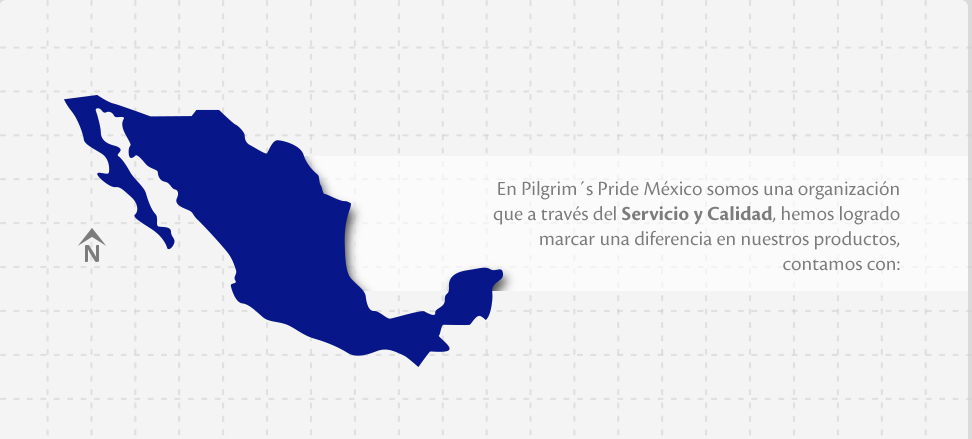 En Pilgrim´s Pride México somos una organización
que a través del Servicio y Calidad, hemos logrado
marcar una diferencia en nuestros productos,
contamos con:
N